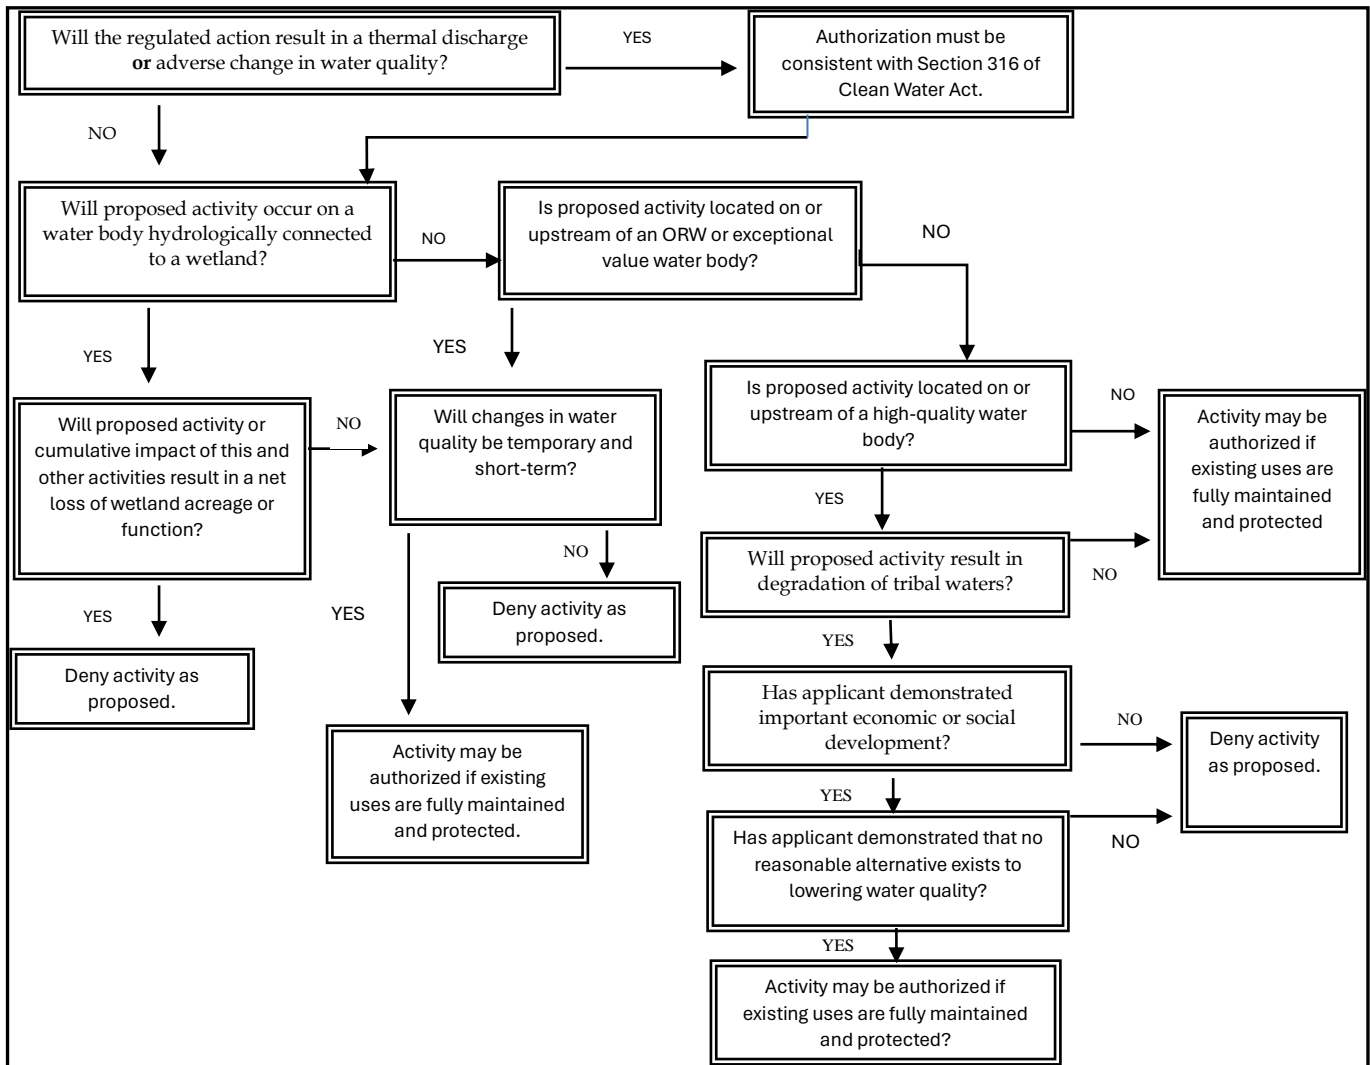 Will the regulated action result in a thermal discharge
or adverse change in water quality?
YES
Authorization must be
consistent with Section 316 of
Clean Water Act.
NO
Will proposed activity occur on a
water body hydrologically connected
to a wetland?
NO
Is proposed activity located on or
upstream of an ORW or exceptional
value water body?
NO
YES
YES
Is proposed activity located on or
upstream of a high-quality water
body?
NO
Activity may be
authorized if
existing uses are
fully maintained
and protected
Will proposed activity or
cumulative impact of this and
other activities result in a net
loss of wetland acreage or
function?
NO
Will changes in water
quality be temporary and
short-term?
YES
Will proposed activity result in
degradation of tribal waters?
NO
YES
Deny activity as
proposed.
YES
NO
Deny activity as
proposed.
YES
Has applicant demonstrated
important economic or social
development?
NO
Deny activity
as proposed.
Activity may be
authorized if existing
uses are fully maintained
and protected.
YES
Has applicant demonstrated that no
reasonable alternative exists to
lowering water quality?
NO
YES
Activity may be authorized if
existing uses are fully maintained
and protected?